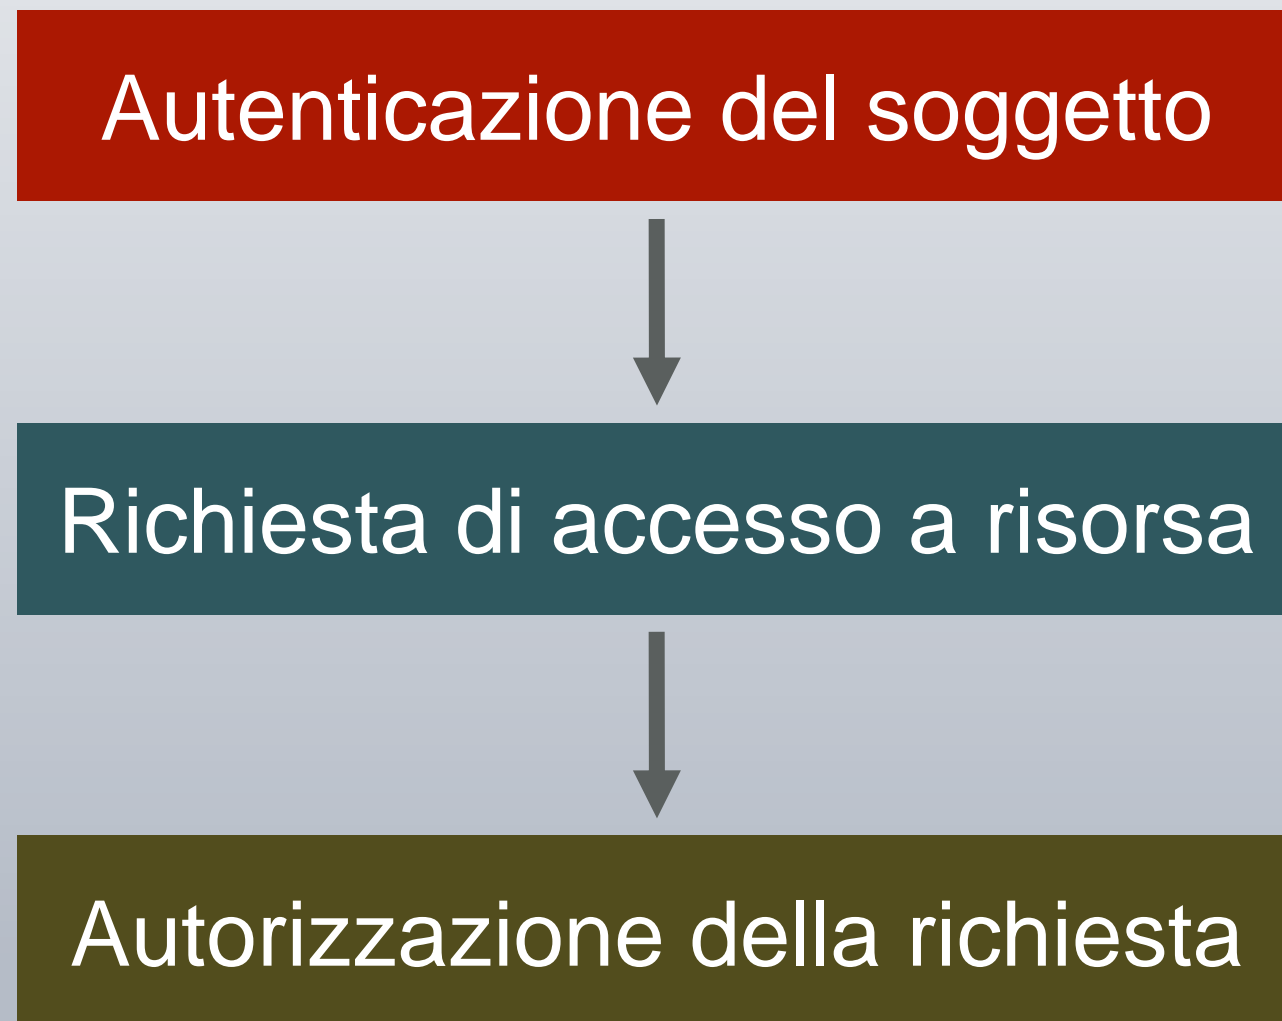 Autenticazione del soggetto
Richiesta di accesso a risorsa
Autorizzazione della richiesta